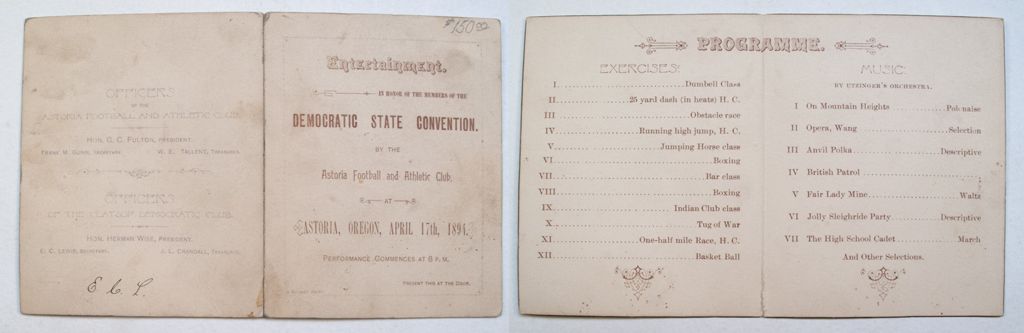 OFFICERS
OF THE
ASTORIA FOOTBALL AND ATHLETIC CLUB.
HON. G. C. FULTON, PRESIDENT.
FRANK M. GUNN, SECRETARY. W. E. TALLENT, TREASURER.
OFFICERS
OF THE CLATSOP DEMOCRATIC CLUB.
HON. HERMAN WISE, PRESIDENT.
E. C. LEWIS, SECRETARY. J. L. CRANDALL, TREASURER.
E. C. L.
$150.00
Entertainment.
IN HONOR OF THE MEMBERS OF THE
DEMOCRATIC STATE CONVENTION.
BY THE
Astoria Football and Athletic Club.
AT
ASTORIA, OREGON, APRIL 17th, 1894.
PERFORMANCE COMMENCES AT 8 P. M.
PRESENT THIS AT THE DOOR.
PROGRAMME.
EXERCISES:
I Dumbell Class
II 25 yard dash (in heats) H. C.
III Obstacle race
IV Running high jump, H. C.
V Jumping Horse class
VI Boxing
VII Bar class
VIII Boxing
IX Indian Club class
X Tug of War
XI One-half mile Race, H. C.
XII Basket Ball
MUSIC:
BY UTZINGER'S ORCHESTRA.
I On Mountain Heights Polonaise
II Opera, Wang Selection
III Anvil Polka Descriptive
IV British Patrol
V Fair Lady Mine Waltz
VI Jolly Sleighride Party Descriptive
VII The High School Cadet March
And Other Selections.